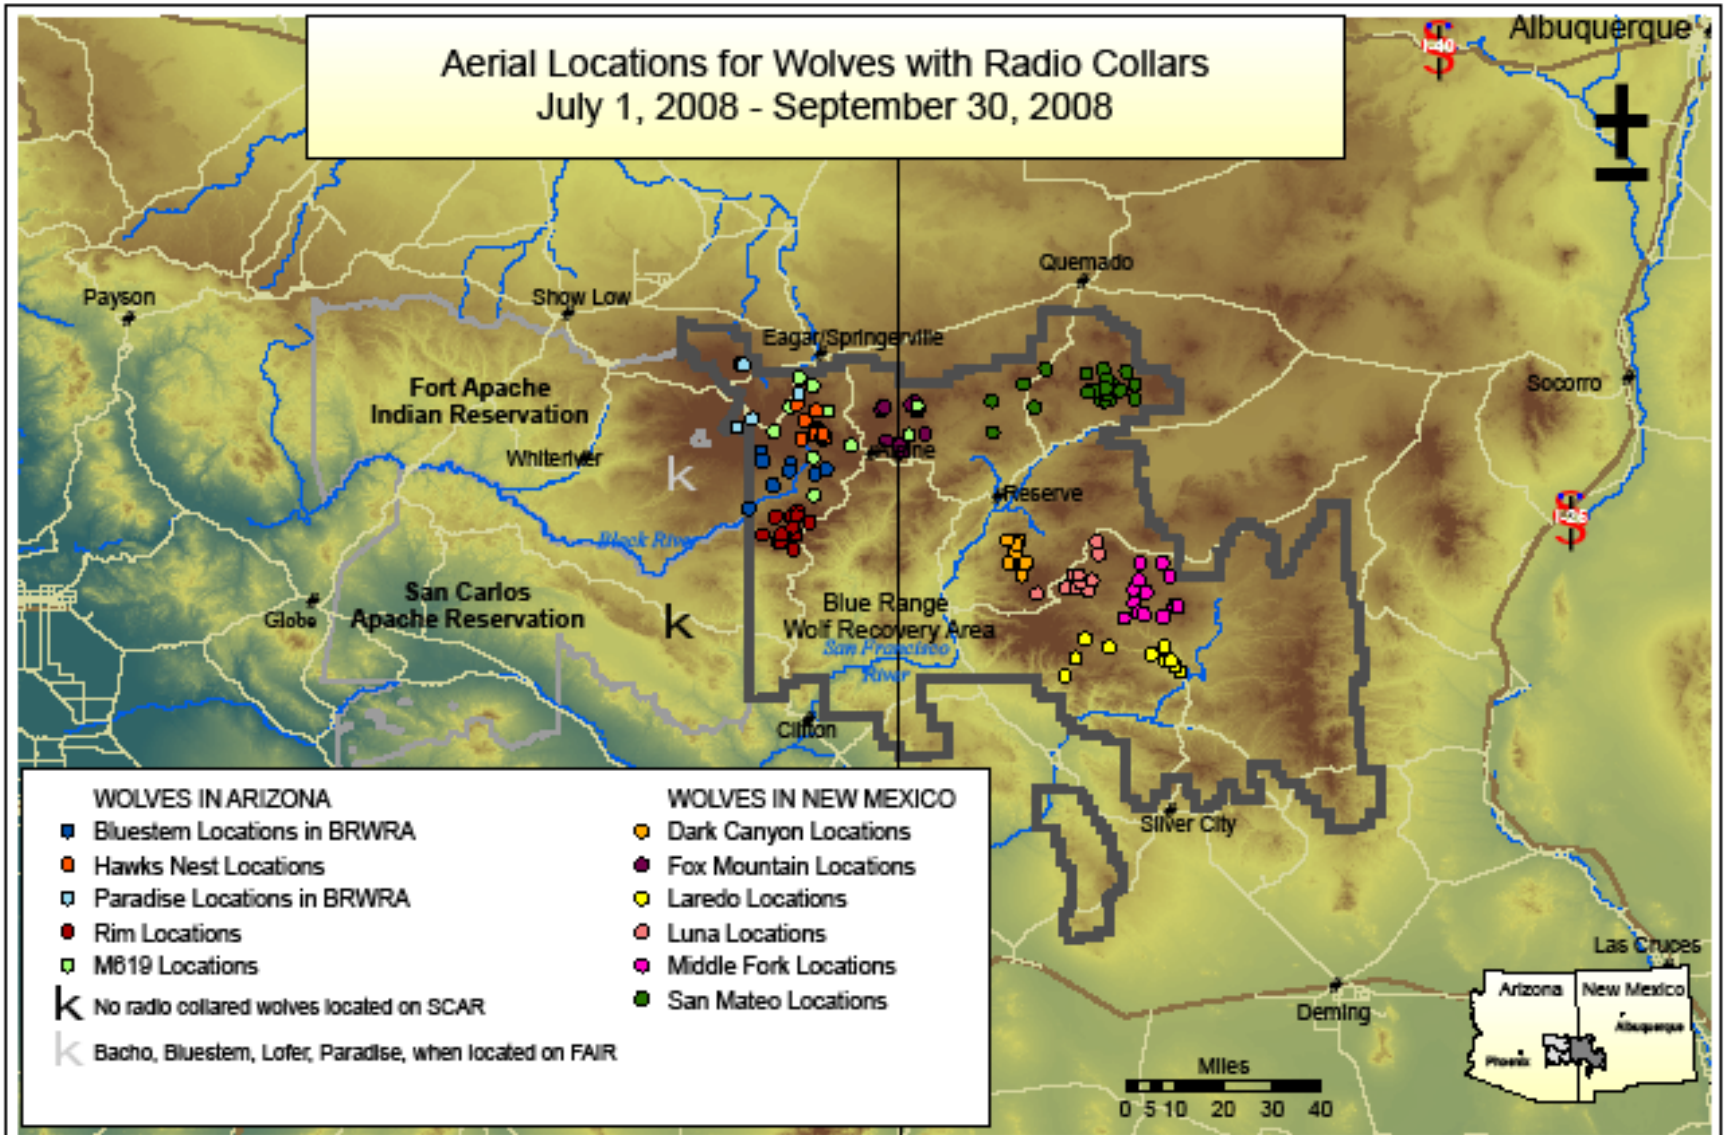 Aerial Locations for Wolves with Radio Collars
July 1, 2008 - September 30, 2008
Albuquerque
I-40
Quemado
Payson
Show Low
Eagar/Springerville
Socorro
Fort Apache
Indian Reservation
Whiteriver
k
Alpine
Reserve
I-25
Black River
San Carlos
Apache Reservation
Globe
k
Blue Range
Wolf Recovery Area
San Francisco
River
Clifton
Silver City
Las Cruces
Deming
WOLVES IN ARIZONA
Bluestem Locations in BRWRA
Hawks Nest Locations
Paradise Locations in BRWRA
Rim Locations
M619 Locations
k No radio collared wolves located on SCAR
k Bacho, Bluestem, Lofer, Paradise, when located on FAIR
WOLVES IN NEW MEXICO
Dark Canyon Locations
Fox Mountain Locations
Laredo Locations
Luna Locations
Middle Fork Locations
San Mateo Locations
Miles
0 5 10 20 30 40
Arizona New Mexico
Albuquerque
Phoenix